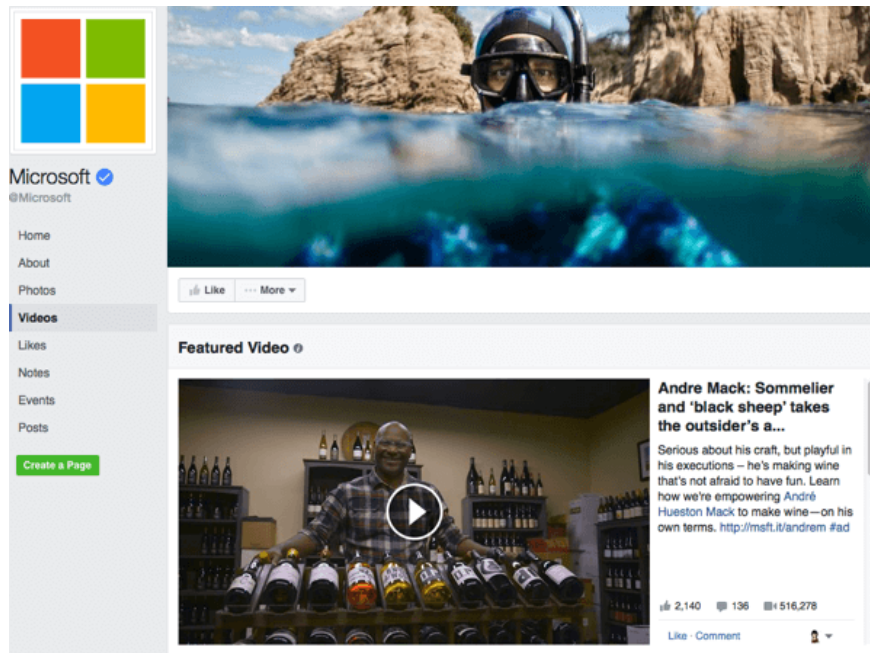 Microsoft
@Microsoft
Home
About
Photos
Videos
Likes
Notes
Events
Posts
Create a Page
Like
··· More
Featured Video
Andre Mack: Sommelier
and ‘black sheep’ takes
the outsider’s a...
Serious about his craft, but playful in
his executions – he's making wine
that's not afraid to have fun. Learn
how we're empowering André
Hueston Mack to make wine—on his
own terms. http://msft.it/andrem #ad
2,140 136 516,278
Like · Comment